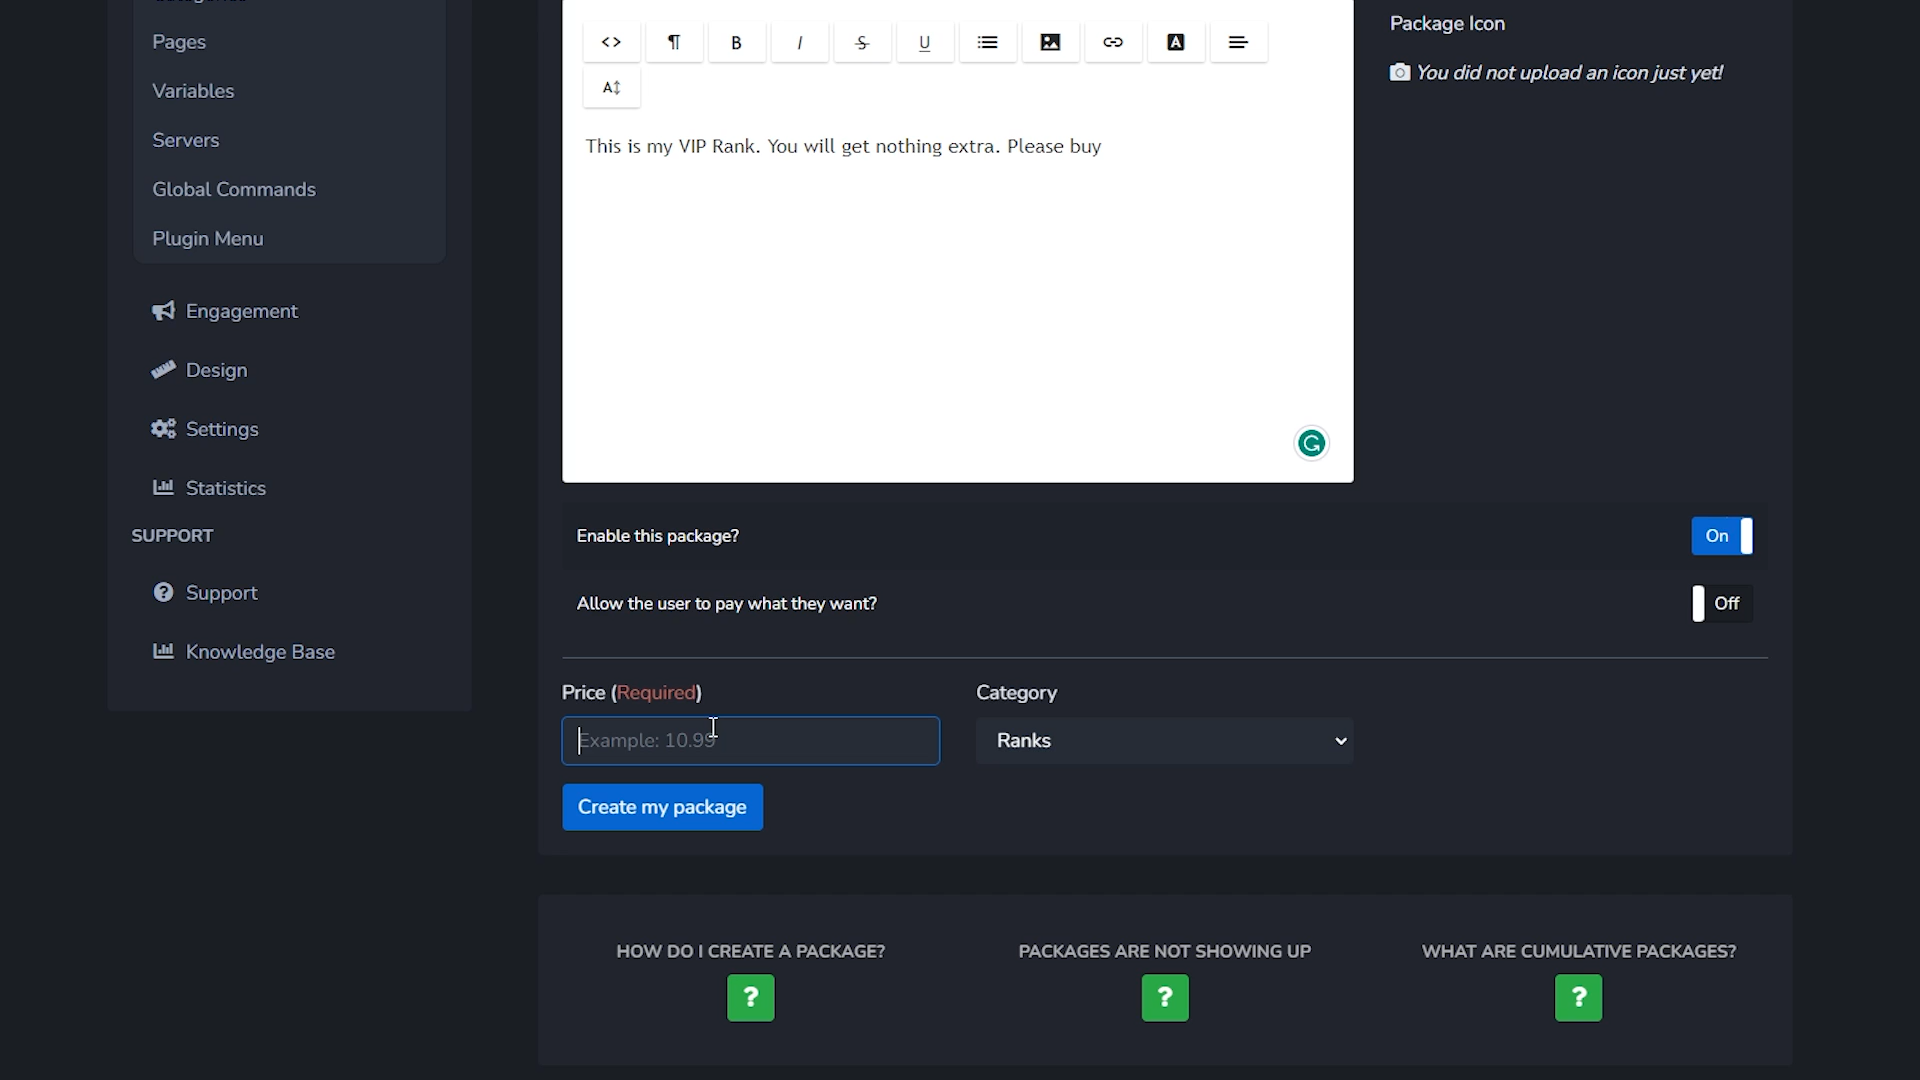 Pages
Variables
Servers
Global Commands
Plugin Menu
Engagement
Design
Settings
Statistics
SUPPORT
Support
Knowledge Base
<> ¶ B I S U A
A↕
This is my VIP Rank. You will get nothing extra. Please buy
Package Icon
You did not upload an icon just yet!
Enable this package?
On
Allow the user to pay what they want?
Off
Price (Required)
Example: 10.99
Category
Ranks
Create my package
HOW DO I CREATE A PACKAGE?
?
PACKAGES ARE NOT SHOWING UP
?
WHAT ARE CUMULATIVE PACKAGES?
?